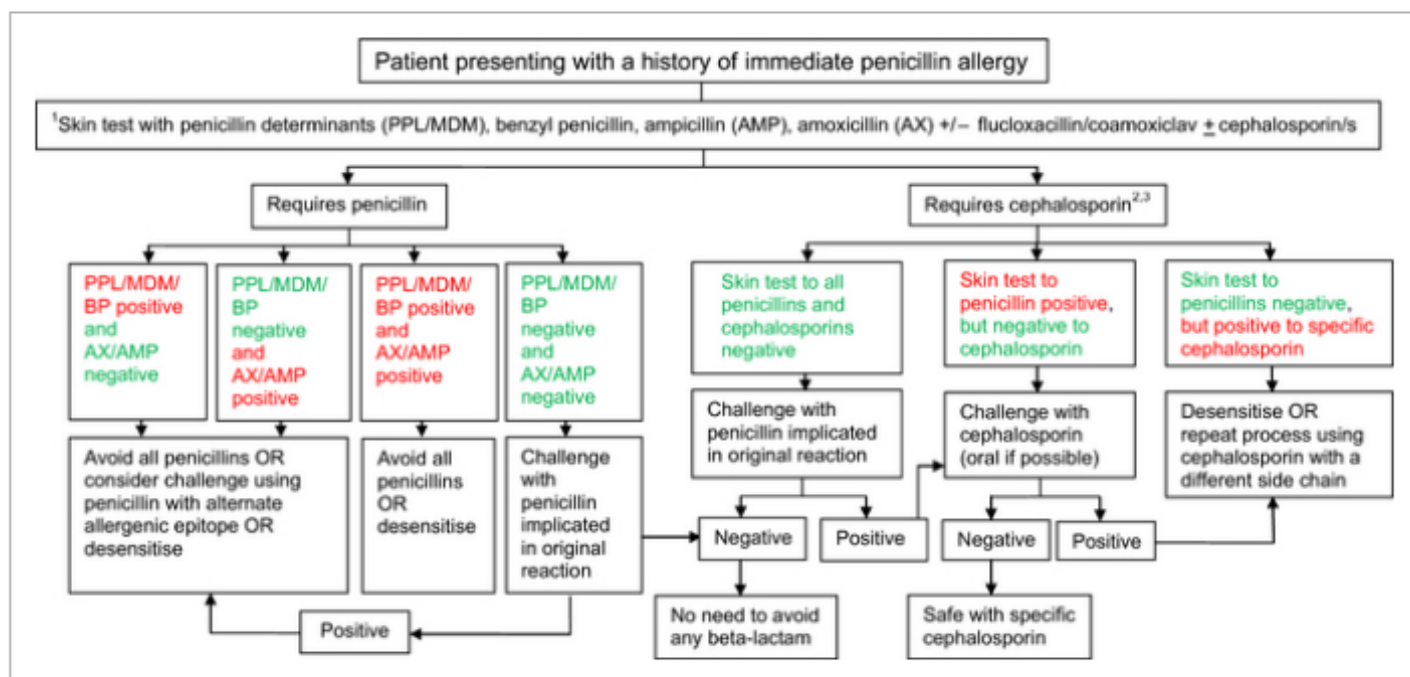 Patient presenting with a history of immediate penicillin allergy
¹Skin test with penicillin determinants (PPL/MDM), benzyl penicillin, ampicillin (AMP), amoxicillin (AX) +/− flucloxacillin/coamoxiclav ± cephalosporin/s
Requires penicillin
Requires cephalosporin²,³
PPL/MDM/
BP positive
and
AX/AMP
negative
PPL/MDM/
BP
negative
and
AX/AMP
positive
PPL/MDM/
BP positive
and
AX/AMP
positive
PPL/MDM/
BP
negative
and
AX/AMP
negative
Skin test to all
penicillins and
cephalosporins
negative
Skin test to
penicillin positive,
but negative to
cephalosporin
Skin test to
penicillins negative,
but positive to specific
cephalosporin
Avoid all penicillins OR
consider challenge using
penicillin with alternate
allergenic epitope OR
desensitise
Avoid all
penicillins
OR
desensitise
Challenge
with
penicillin
implicated
in original
reaction
Challenge with
penicillin implicated
in original reaction
Challenge with
cephalosporin
(oral if possible)
Desensitise OR
repeat process using
cephalosporin with a
different side chain
Negative
Positive
Negative
Positive
Positive
No need to avoid
any beta-lactam
Safe with specific
cephalosporin